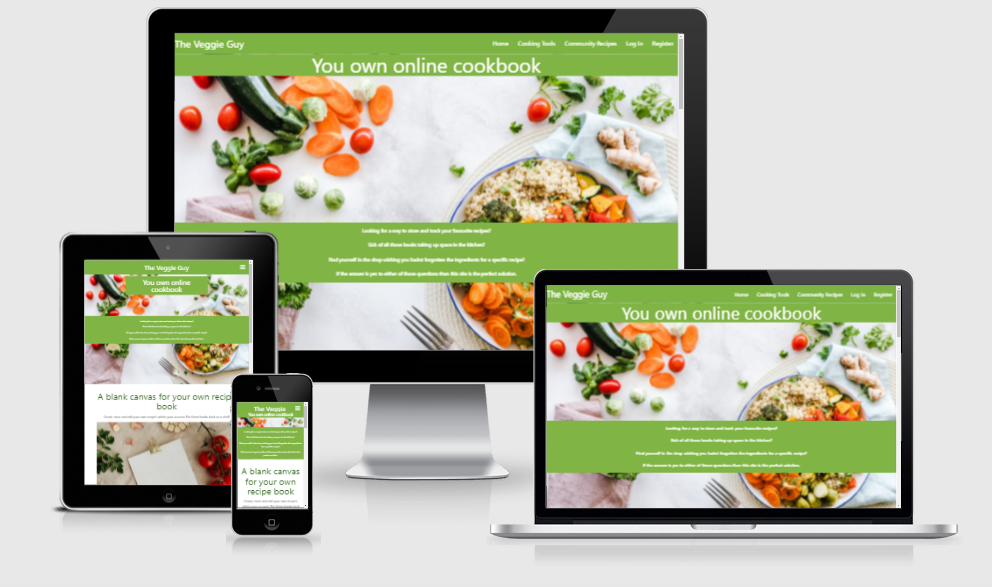 The Veggie Guy
Home Cooking Tools Community Recipes Log In Register
You own online cookbook
Looking for a way to store and track your favourite recipes?
Sick of all those books taking up space in the kitchen?
Find yourself in the shop wishing you hadnt forgotten the ingredients for a specific recipe?
If the answer is yes to either of these questions than this site is the perfect solution.
The Veggie Guy
You own online
cookbook
A blank canvas for your own recip
book
The Veggie
You own online cookbook
A blank canvas
for your own
recipe book
The Veggie Guy
Home Cooking Tools Community Recipes Log In Register
You own online cookbook
Looking for a way to store and track your favourite recipes?
Sick of all those books taking up space in the kitchen?
Find yourself in the shop wishing you hadnt forgotten the ingredients for a specific recipe?
If the answer is yes to either of these questions than this site is the perfect solution.